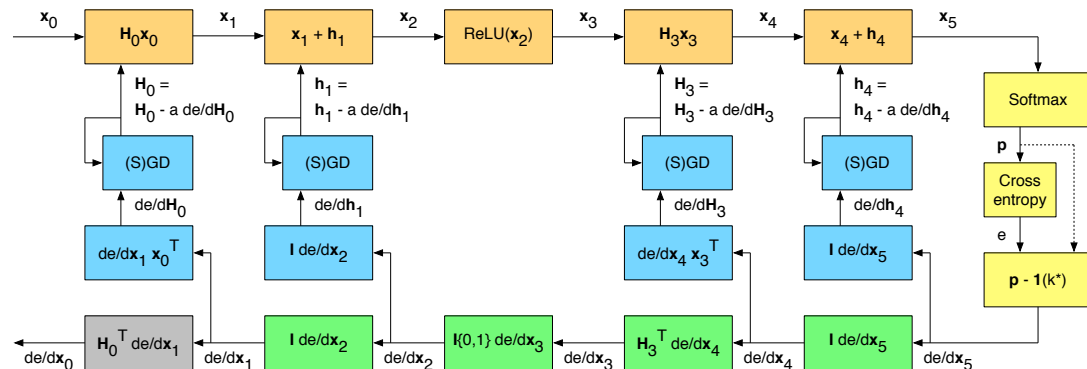 x₀ x₁ x₂ x₃ x₄ x₅
H₀x₀ x₁ + h₁ ReLU(x₂) H₃x₃ x₄ + h₄
H₀ = h₁ = H₃ = h₄ =
H₀ - a de/dH₀ h₁ - a de/dh₁ H₃ - a de/dH₃ h₄ - a de/dh₄
Softmax
p
(S)GD (S)GD (S)GD (S)GD
Cross
entropy
de/dH₀ de/dh₁ de/dH₃ de/dh₄
e
de/dx₁ x₀ᵀ I de/dx₂ de/dx₄ x₃ᵀ I de/dx₅
p - 1(k*)
H₀ᵀ de/dx₁ I de/dx₂ I{0,1} de/dx₃ H₃ᵀ de/dx₄ I de/dx₅
de/dx₀ de/dx₁ de/dx₂ de/dx₃ de/dx₄ de/dx₅